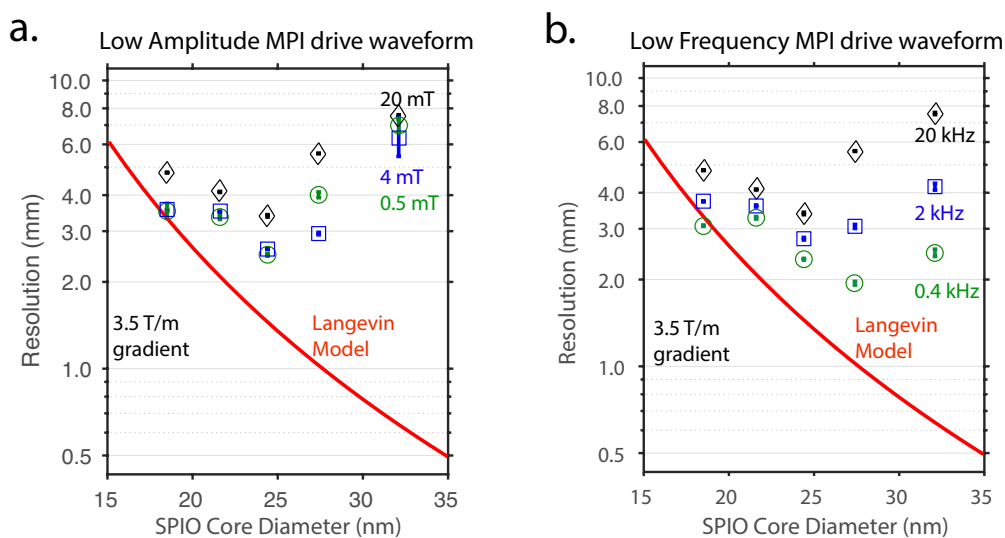 a.
Low Amplitude MPI drive waveform
10.0
8.0
6.0
4.0
3.0
2.0
1.0
0.5
Resolution (mm)
20 mT
4 mT
0.5 mT
3.5 T/m
gradient
Langevin
Model
15
20
25
30
35
SPIO Core Diameter (nm)
b.
Low Frequency MPI drive waveform
10.0
8.0
6.0
4.0
3.0
2.0
1.0
0.5
Resolution (mm)
20 kHz
2 kHz
0.4 kHz
3.5 T/m
gradient
Langevin
Model
15
20
25
30
35
SPIO Core Diameter (nm)